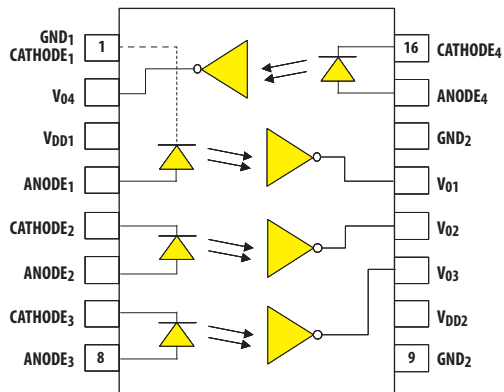 GND1
CATHODE1
1
V04
VDD1
ANODE1
CATHODE2
ANODE2
CATHODE3
ANODE3
8
16
CATHODE4
ANODE4
GND2
V01
V02
V03
VDD2
9
GND2